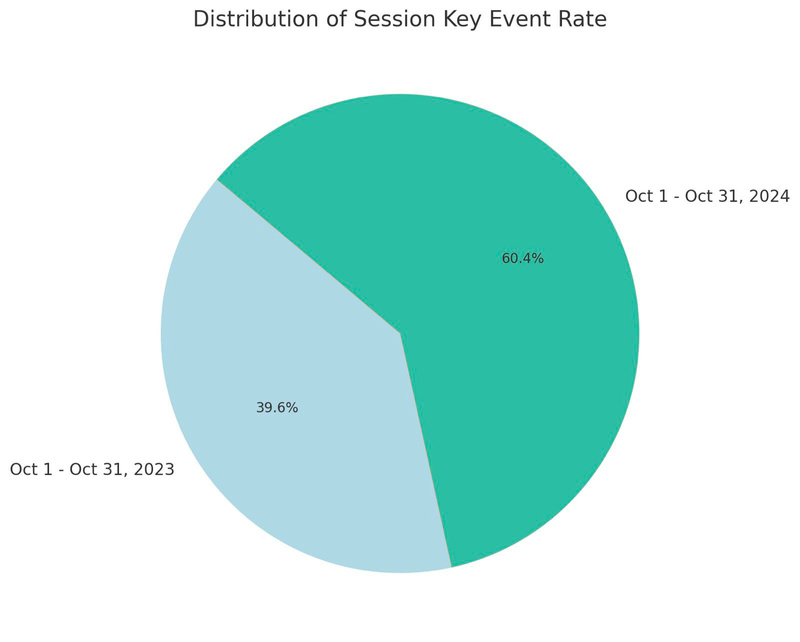 Distribution of Session Key Event Rate
Oct 1 - Oct 31, 2024
60.4%
39.6%
Oct 1 - Oct 31, 2023